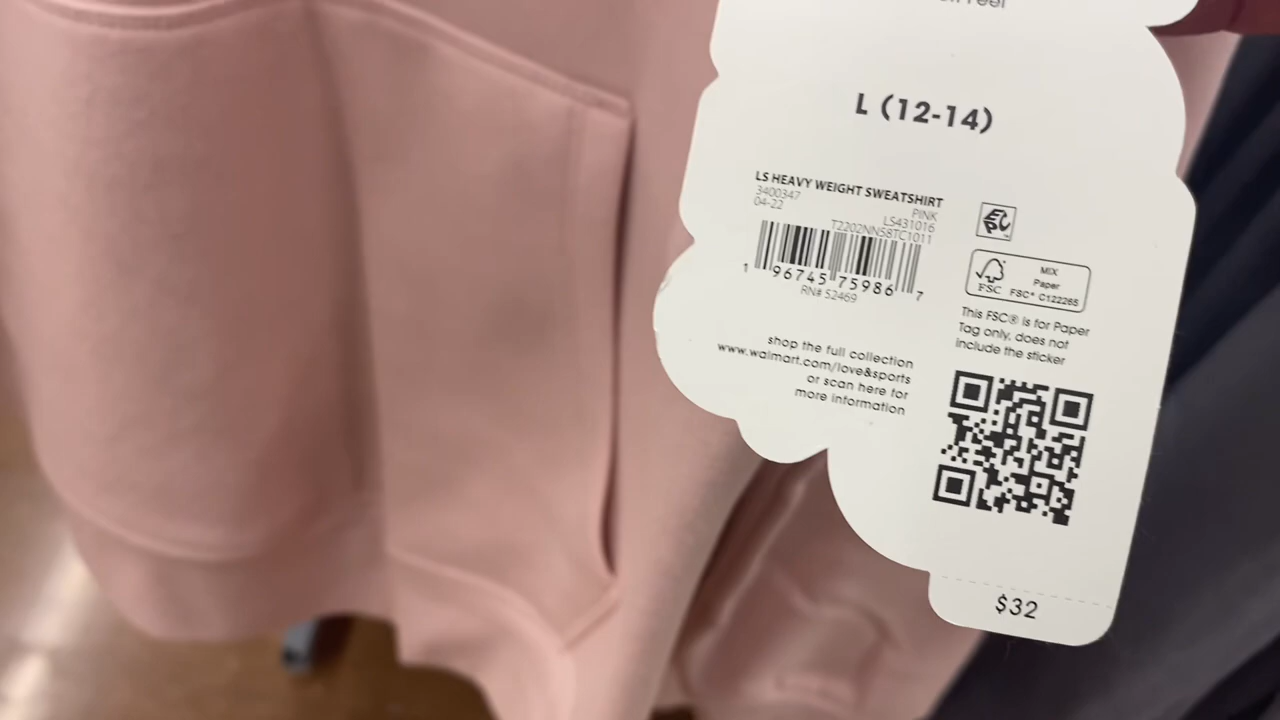 L (12-14)
LS HEAVY WEIGHT SWEATSHIRT
3400347
PINK
04-22
LS431016
T2202NN58TC1011
1 96745 75986 7
RN# 52469
EPC
FSC
MIX
Paper
FSC® C122265
This FSC® is for Paper
Tag only, does not
include the sticker
shop the full collection
www.walmart.com/love&sports
or scan here for
more information
$32